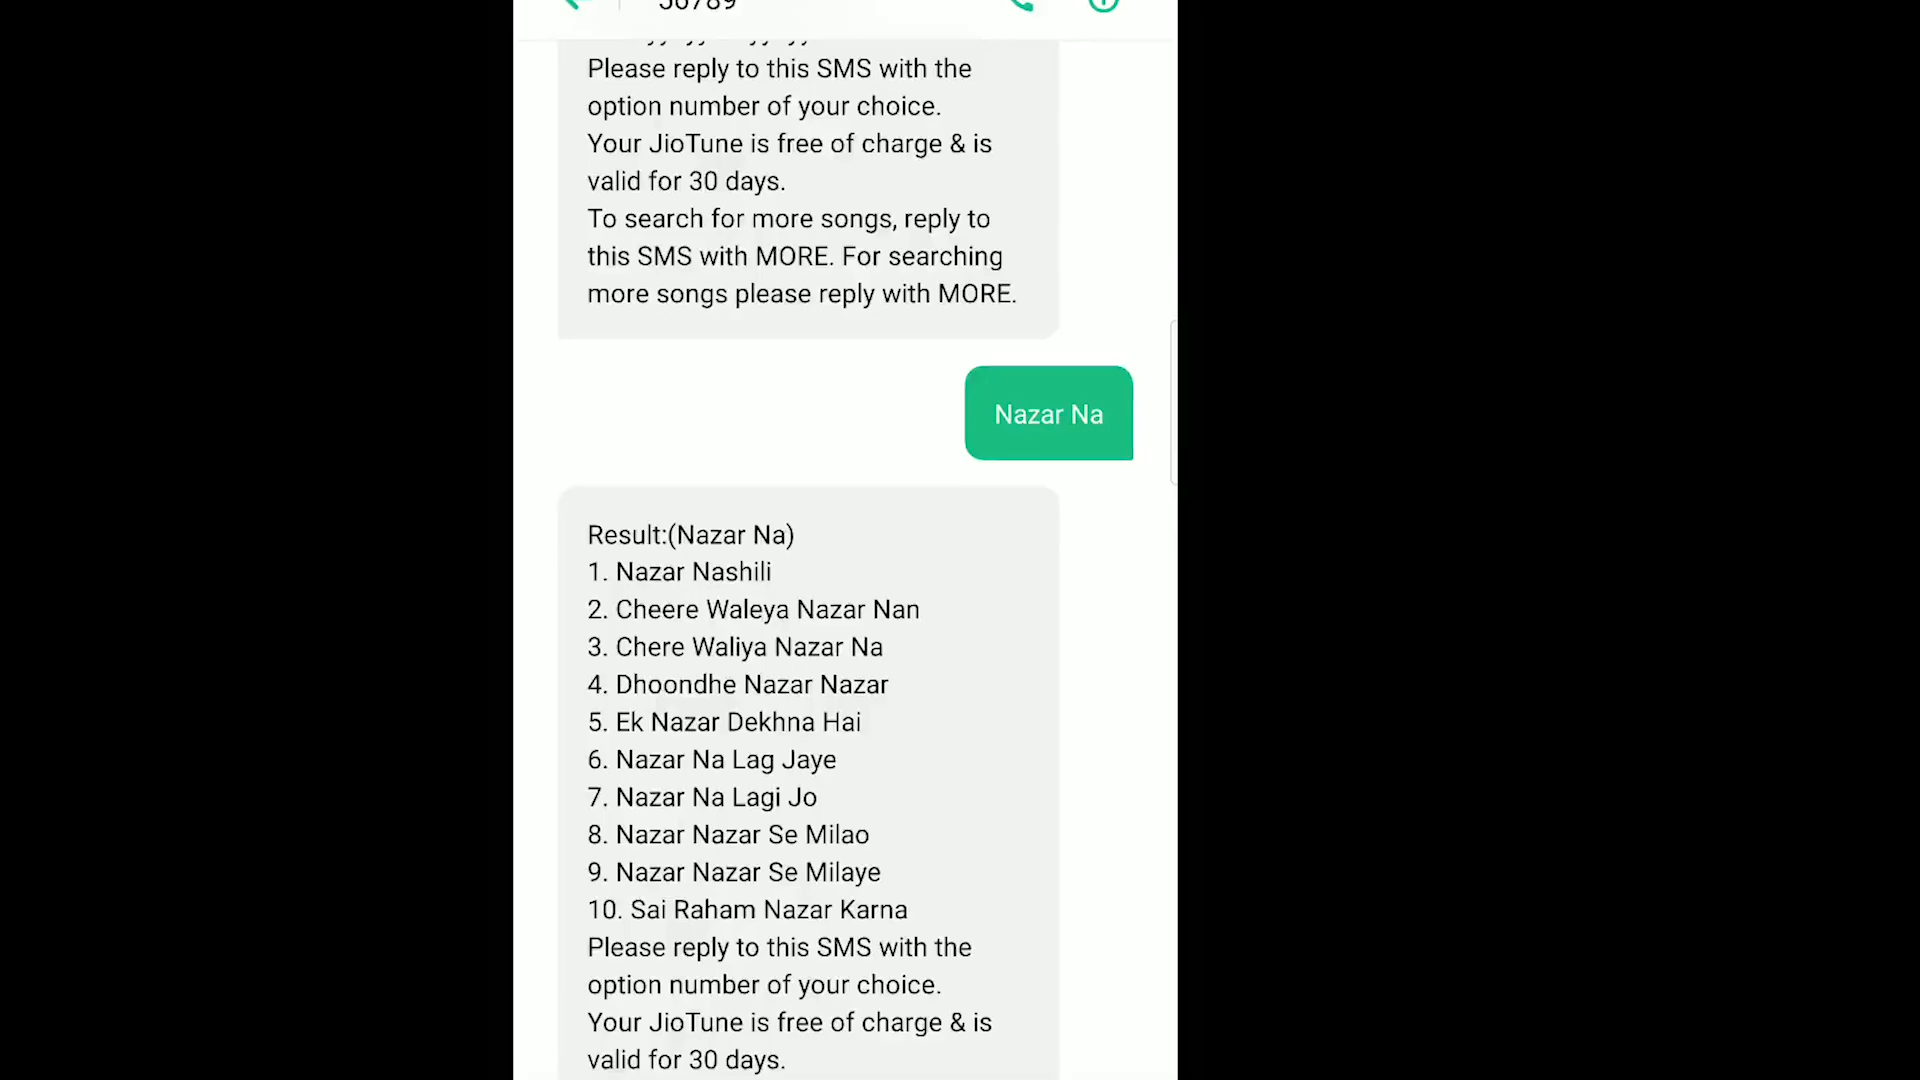 56789
Please reply to this SMS with the
option number of your choice.
Your JioTune is free of charge & is
valid for 30 days.
To search for more songs, reply to
this SMS with MORE. For searching
more songs please reply with MORE.
Nazar Na
Result:(Nazar Na)
1. Nazar Nashili
2. Cheere Waleya Nazar Nan
3. Chere Waliya Nazar Na
4. Dhoondhe Nazar Nazar
5. Ek Nazar Dekhna Hai
6. Nazar Na Lag Jaye
7. Nazar Na Lagi Jo
8. Nazar Nazar Se Milao
9. Nazar Nazar Se Milaye
10. Sai Raham Nazar Karna
Please reply to this SMS with the
option number of your choice.
Your JioTune is free of charge & is
valid for 30 days.